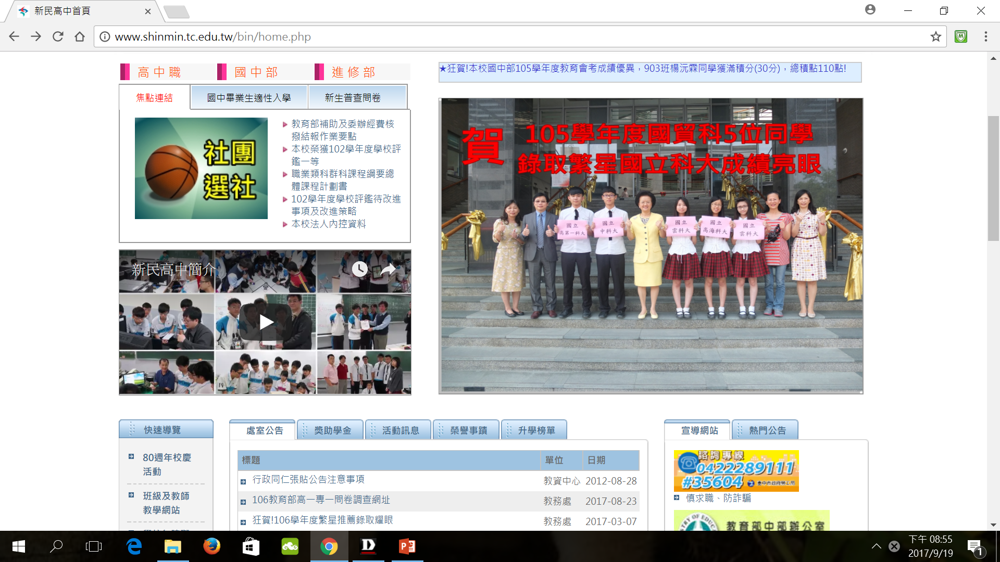 新民高中首頁
www.shinmin.tc.edu.tw/bin/home.php
高中職
國中部
進修部
★狂賀!本校國中部105學年度教育會考成績優異，903班楊沅霖同學獲滿積分(30分)，總積點110點!
焦點連結
國中畢業生適性入學
新生普查問卷
社團
選社
教育部補助及委辦經費核
撥結報作業要點
本校榮獲102學年度學校評
鑑一等
職業類科群科課程綱要總
體課程計劃書
102學年度學校評鑑待改進
事項及改進策略
本校法人內控資料
新民高中簡介
賀
105學年度國貿科5位同學
錄取繁星國立科大成績亮眼
國立
高第一科大
國立
中科大
國立
雲科大
國立
高海科大
國立
雲科大
快速導覽
80週年校慶
活動
班級及教師
教學網站
處室公告
獎助學金
活動訊息
榮譽事蹟
升學榜單
標題 單位 日期
行政同仁張貼公告注意事項 教資中心 2012-08-28
106教育部高一專一問卷調查網址 教務處 2017-08-23
狂賀!106學年度繁星推薦錄取耀眼 教務處 2017-03-07
宣導網站
熱門公告
諮詢專線
0422289111
#35604
臺中市政府勞工局
慎求職、防詐騙
教育部中部辦公室
下午 08:55
2017/9/19
1